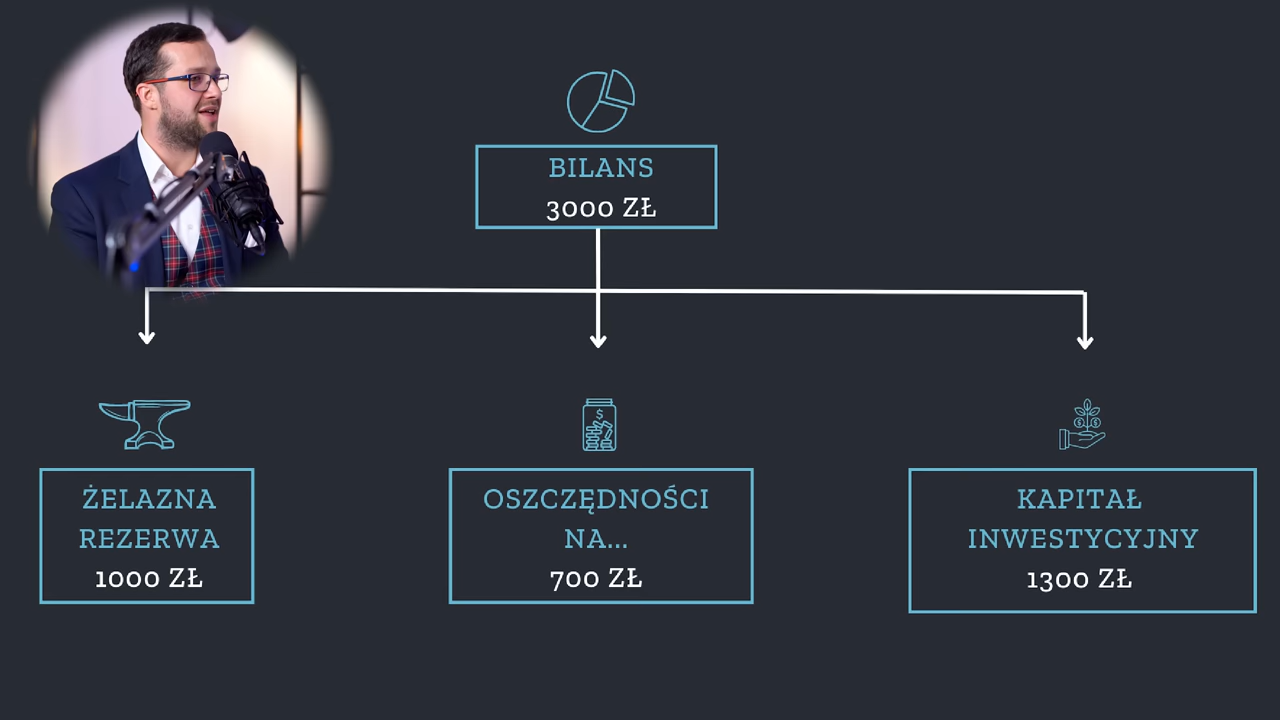 BILANS
3000 ZŁ
ŻELAZNA
REZERWA
1000 ZŁ
OSZCZĘDNOŚCI
NA...
700 ZŁ
KAPITAŁ
INWESTYCYJNY
1300 ZŁ